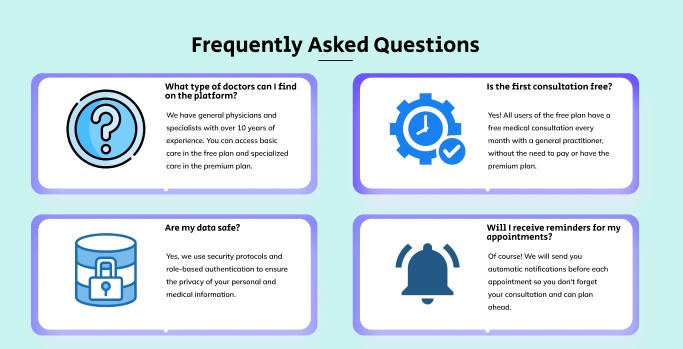 Frequently Asked Questions
What type of doctors can I find
on the platform?
We have general physicians and
specialists with over 10 years of
experience. You can access basic
care in the free plan and specialized
care in the premium plan.
Is the first consultation free?
Yes! All users of the free plan have a
free medical consultation every
month with a general practitioner,
without the need to pay or have the
premium plan.
Are my data safe?
Yes, we use security protocols and
role-based authentication to ensure
the privacy of your personal and
medical information.
Will I receive reminders for my
appointments?
Of course! We will send you
automatic notifications before each
appointment so you don't forget
your consultation and can plan
ahead.